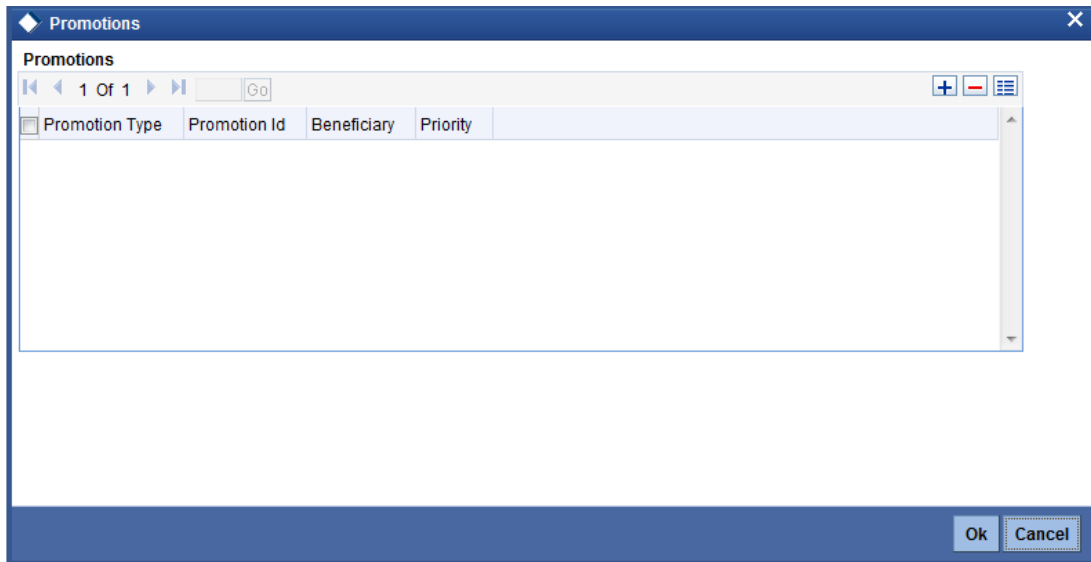 Promotions
Promotions
1 Of 1 Go
Promotion Type Promotion Id Beneficiary Priority
Ok Cancel